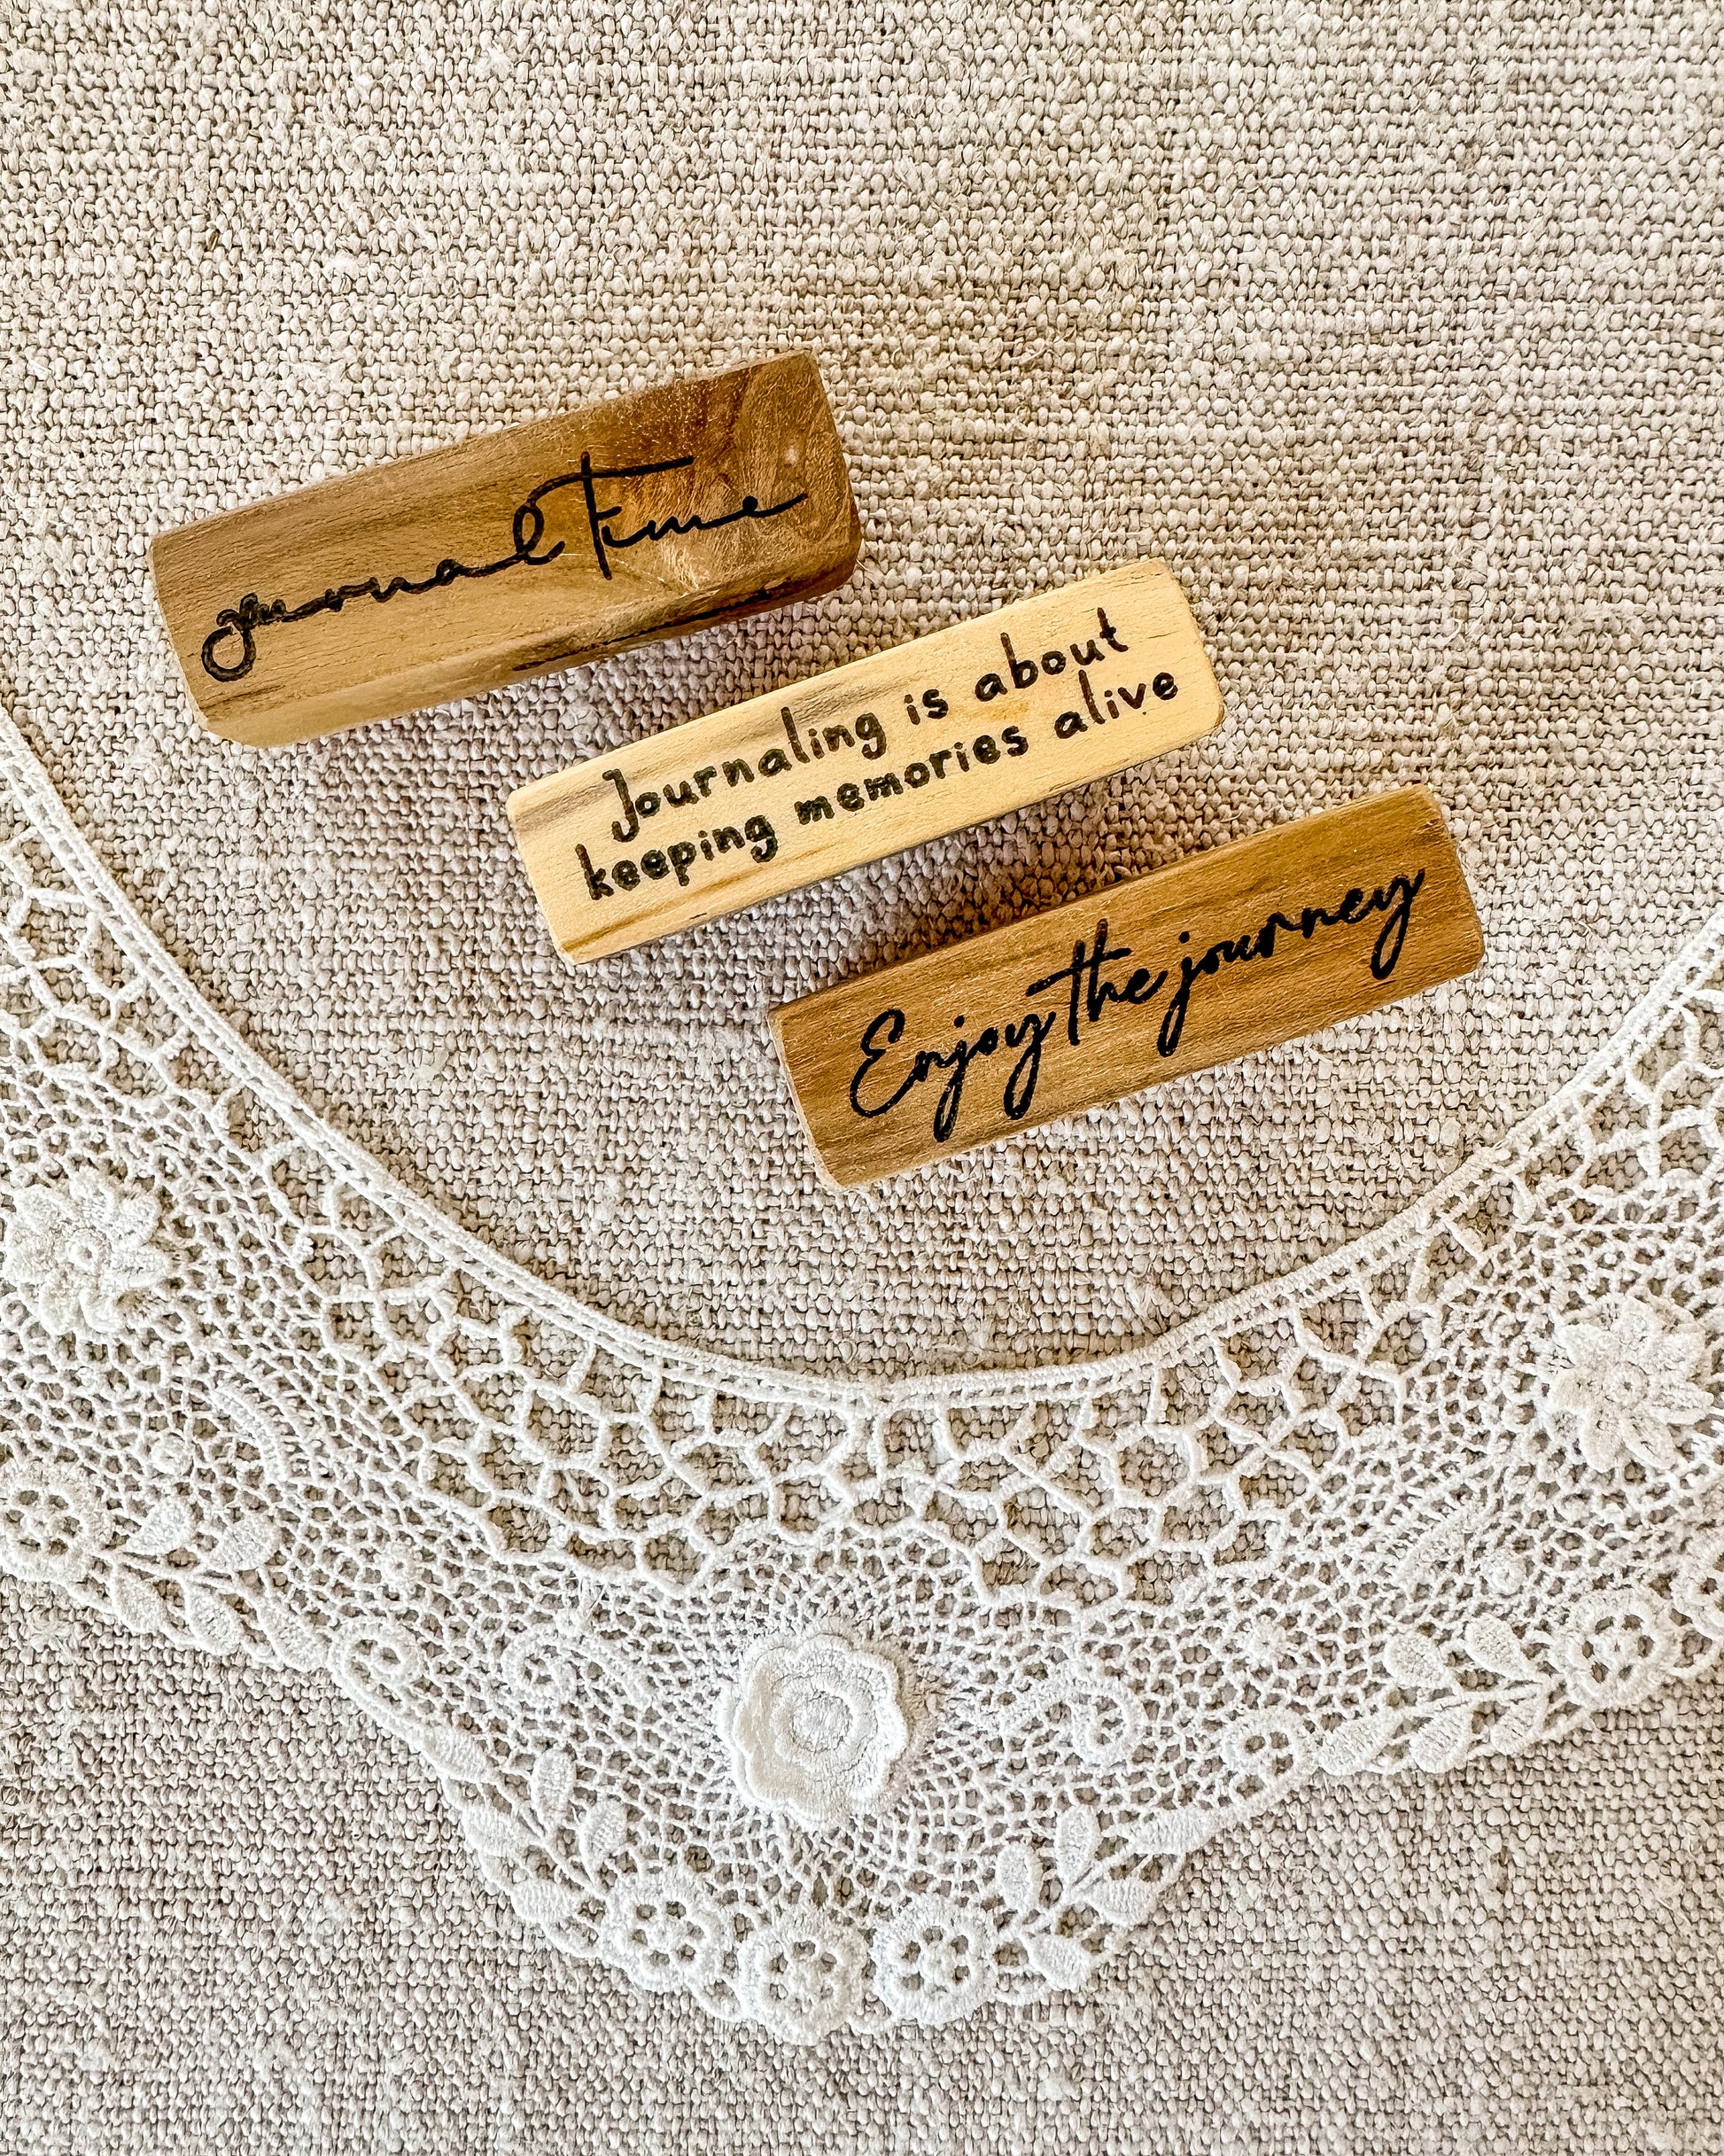 journal Time
Journaling is about
keeping memories alive
Enjoy the journey